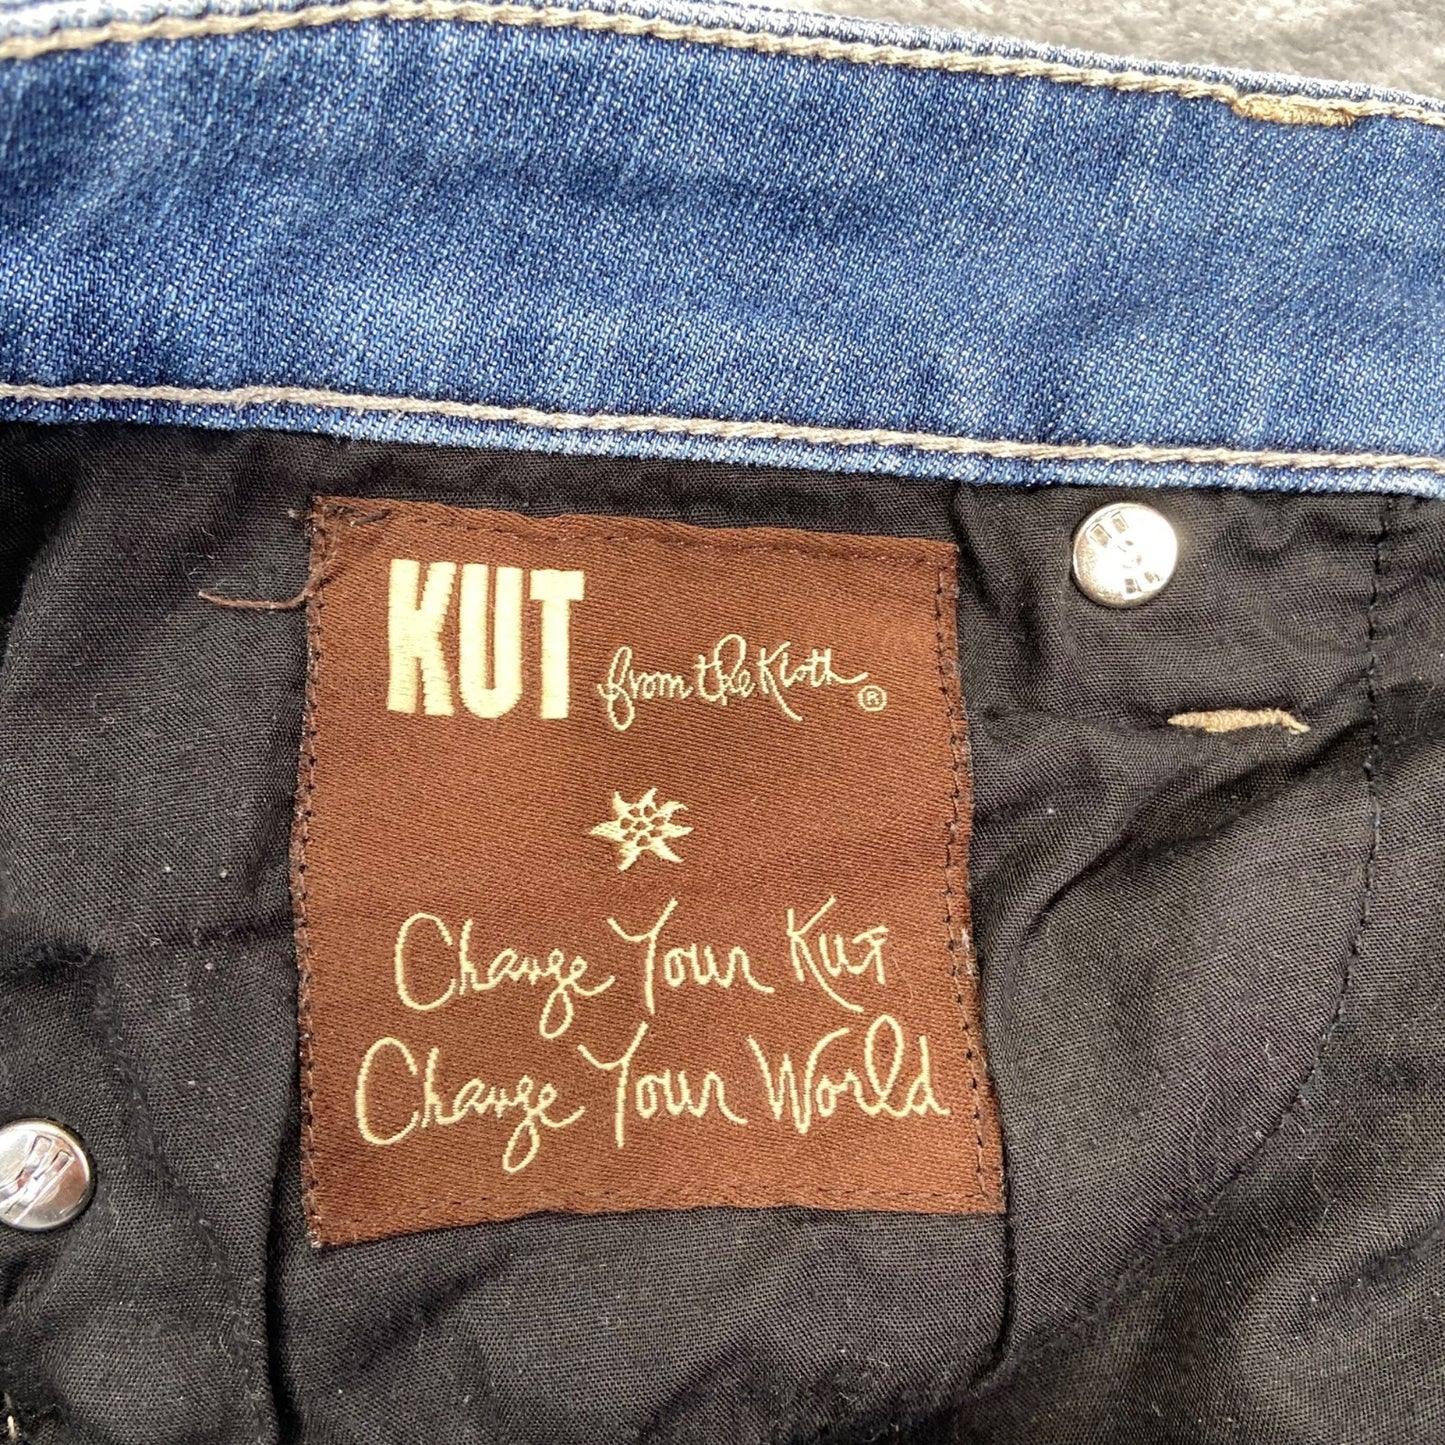 KUT from the Kloth ®
Change Your Kut
Change Your World